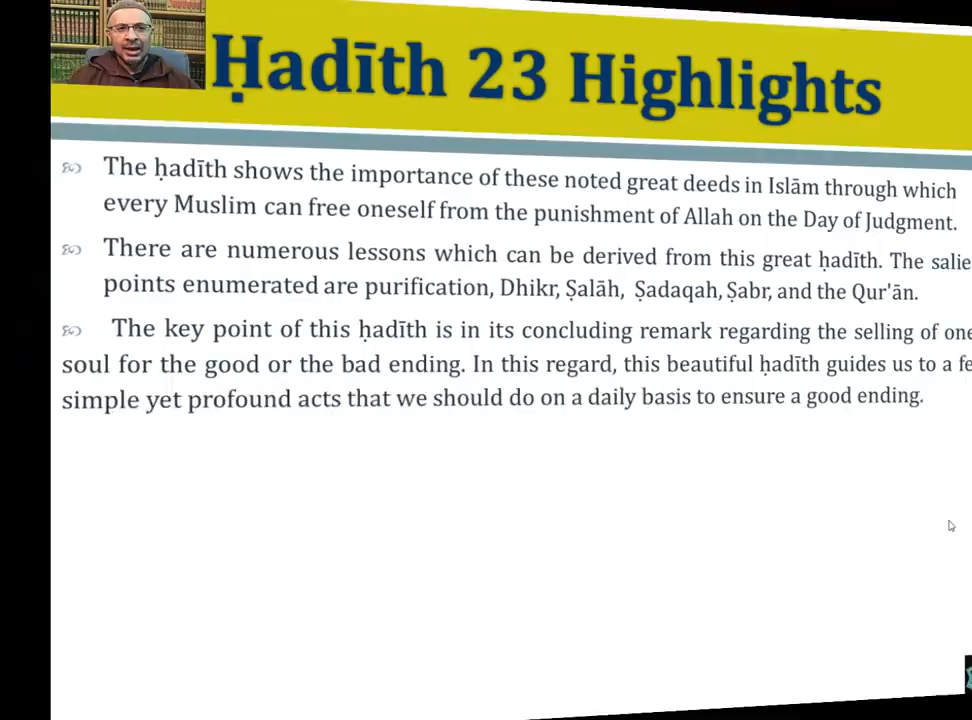 Ḥadīth 23 Highlights
The ḥadīth shows the importance of these noted great deeds in Islām through which
every Muslim can free oneself from the punishment of Allah on the Day of Judgment.
There are numerous lessons which can be derived from this great ḥadīth. The salie
points enumerated are purification, Dhikr, Ṣalāh, Ṣadaqah, Ṣabr, and the Qur'ān.
The key point of this ḥadīth is in its concluding remark regarding the selling of one
soul for the good or the bad ending. In this regard, this beautiful ḥadīth guides us to a fe
simple yet profound acts that we should do on a daily basis to ensure a good ending.